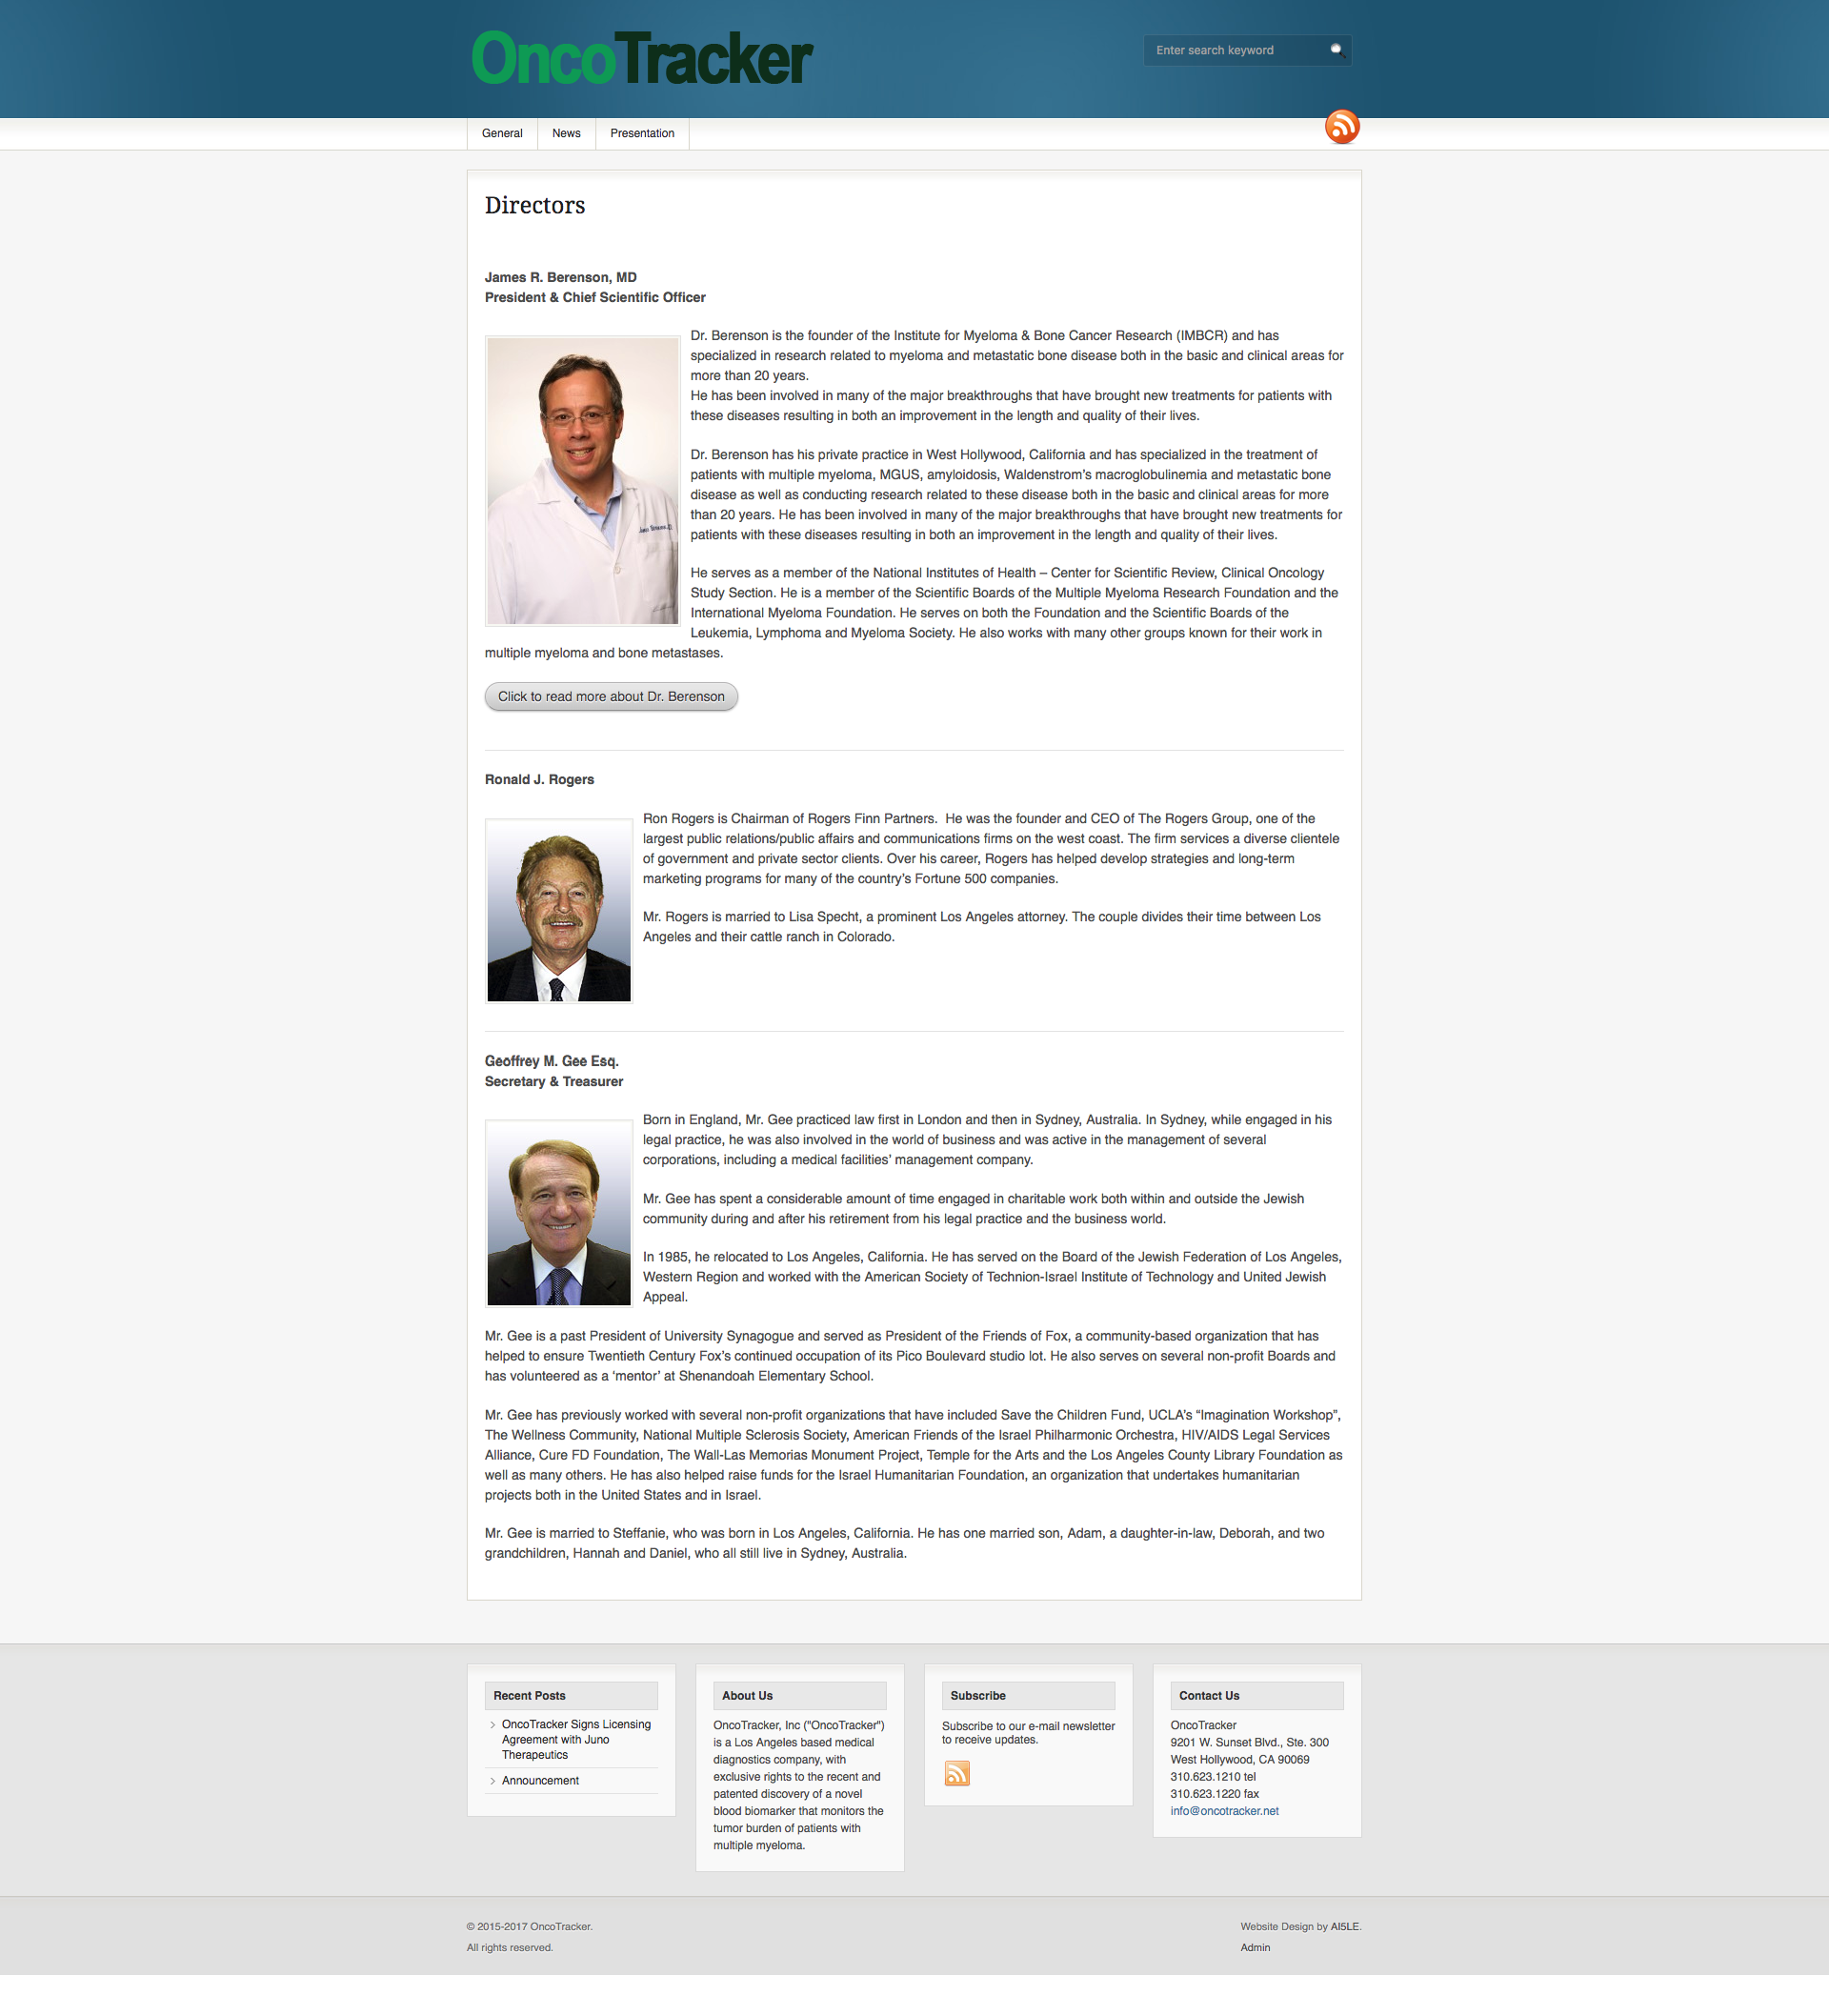 OncoTracker
Enter search keyword
General
News
Presentation
Directors
James R. Berenson, MD
President & Chief Scientific Officer
Dr. Berenson is the founder of the Institute for Myeloma & Bone Cancer Research (IMBCR) and has
specialized in research related to myeloma and metastatic bone disease both in the basic and clinical areas for
more than 20 years.
He has been involved in many of the major breakthroughs that have brought new treatments for patients with
these diseases resulting in both an improvement in the length and quality of their lives.
Dr. Berenson has his private practice in West Hollywood, California and has specialized in the treatment of
patients with multiple myeloma, MGUS, amyloidosis, Waldenstrom’s macroglobulinemia and metastatic bone
disease as well as conducting research related to these disease both in the basic and clinical areas for more
than 20 years. He has been involved in many of the major breakthroughs that have brought new treatments for
patients with these diseases resulting in both an improvement in the length and quality of their lives.
He serves as a member of the National Institutes of Health – Center for Scientific Review, Clinical Oncology
Study Section. He is a member of the Scientific Boards of the Multiple Myeloma Research Foundation and the
International Myeloma Foundation. He serves on both the Foundation and the Scientific Boards of the
Leukemia, Lymphoma and Myeloma Society. He also works with many other groups known for their work in
multiple myeloma and bone metastases.
Click to read more about Dr. Berenson
Ronald J. Rogers
Ron Rogers is Chairman of Rogers Finn Partners.  He was the founder and CEO of The Rogers Group, one of the
largest public relations/public affairs and communications firms on the west coast. The firm services a diverse clientele
of government and private sector clients. Over his career, Rogers has helped develop strategies and long-term
marketing programs for many of the country’s Fortune 500 companies.
Mr. Rogers is married to Lisa Specht, a prominent Los Angeles attorney. The couple divides their time between Los
Angeles and their cattle ranch in Colorado.
Geoffrey M. Gee Esq.
Secretary & Treasurer
Born in England, Mr. Gee practiced law first in London and then in Sydney, Australia. In Sydney, while engaged in his
legal practice, he was also involved in the world of business and was active in the management of several
corporations, including a medical facilities’ management company.
Mr. Gee has spent a considerable amount of time engaged in charitable work both within and outside the Jewish
community during and after his retirement from his legal practice and the business world.
In 1985, he relocated to Los Angeles, California. He has served on the Board of the Jewish Federation of Los Angeles,
Western Region and worked with the American Society of Technion-Israel Institute of Technology and United Jewish
Appeal.
Mr. Gee is a past President of University Synagogue and served as President of the Friends of Fox, a community-based organization that has
helped to ensure Twentieth Century Fox’s continued occupation of its Pico Boulevard studio lot. He also serves on several non-profit Boards and
has volunteered as a ‘mentor’ at Shenandoah Elementary School.
Mr. Gee has previously worked with several non-profit organizations that have included Save the Children Fund, UCLA’s “Imagination Workshop”,
The Wellness Community, National Multiple Sclerosis Society, American Friends of the Israel Philharmonic Orchestra, HIV/AIDS Legal Services
Alliance, Cure FD Foundation, The Wall-Las Memorias Monument Project, Temple for the Arts and the Los Angeles County Library Foundation as
well as many others. He has also helped raise funds for the Israel Humanitarian Foundation, an organization that undertakes humanitarian
projects both in the United States and in Israel.
Mr. Gee is married to Steffanie, who was born in Los Angeles, California. He has one married son, Adam, a daughter-in-law, Deborah, and two
grandchildren, Hannah and Daniel, who all still live in Sydney, Australia.
Recent Posts
OncoTracker Signs Licensing
Agreement with Juno
Therapeutics
Announcement
About Us
OncoTracker, Inc ("OncoTracker")
is a Los Angeles based medical
diagnostics company, with
exclusive rights to the recent and
patented discovery of a novel
blood biomarker that monitors the
tumor burden of patients with
multiple myeloma.
Subscribe
Subscribe to our e-mail newsletter
to receive updates.
Contact Us
OncoTracker
9201 W. Sunset Blvd., Ste. 300
West Hollywood, CA 90069
310.623.1210 tel
310.623.1220 fax
info@oncotracker.net
© 2015-2017 OncoTracker.
All rights reserved.
Website Design by AI5LE.
Admin